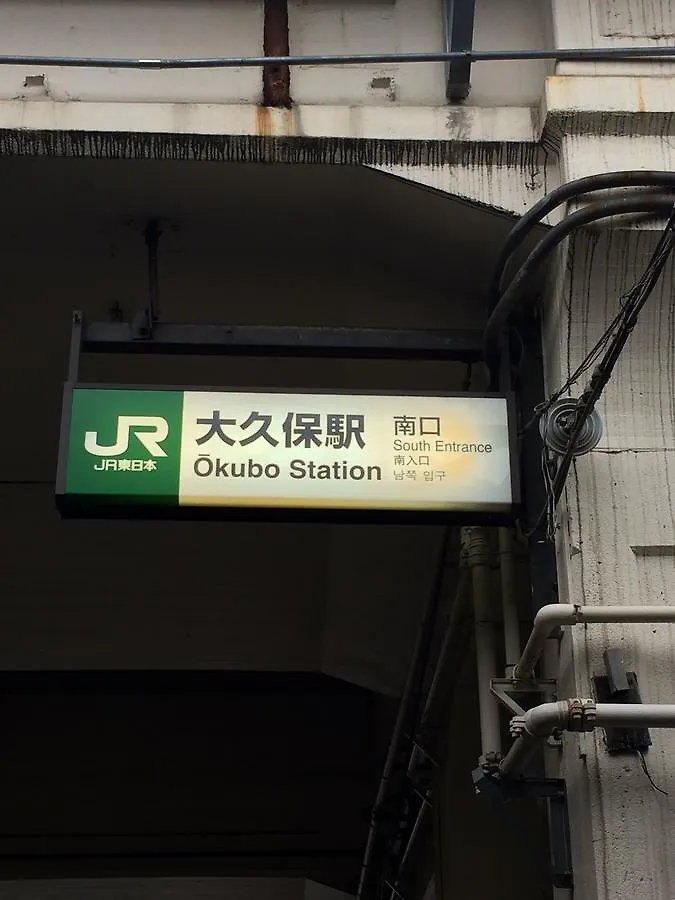 JR
JR東日本
大久保駅
Ōkubo Station
南口
South Entrance
南入口
남쪽 입구